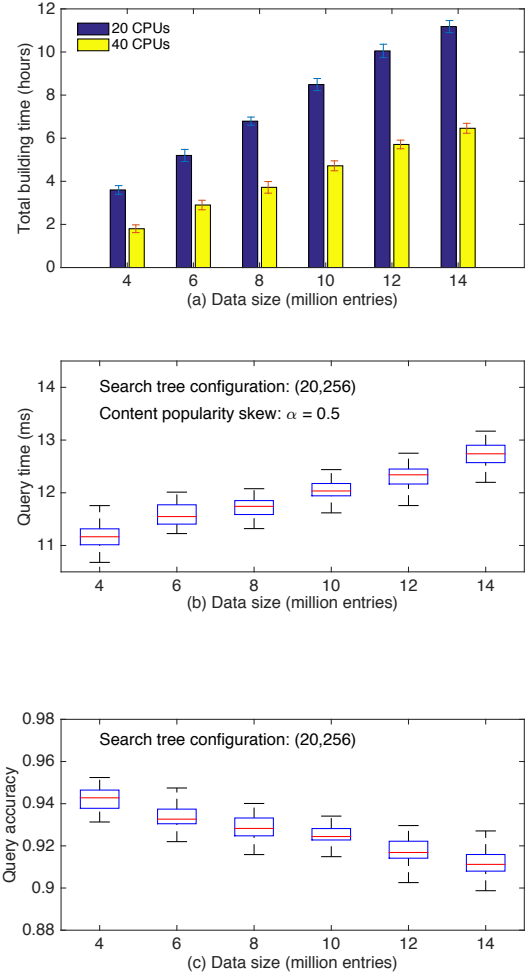 12
10
8
6
4
2
0
Total building time (hours)
20 CPUs
40 CPUs
4 6 8 10 12 14
(a) Data size (million entries)
14
13
12
11
Query time (ms)
Search tree configuration: (20,256)
Content popularity skew: α = 0.5
4 6 8 10 12 14
(b) Data size (million entries)
0.98
0.96
0.94
0.92
0.9
0.88
Query accuracy
Search tree configuration: (20,256)
4 6 8 10 12 14
(c) Data size (million entries)